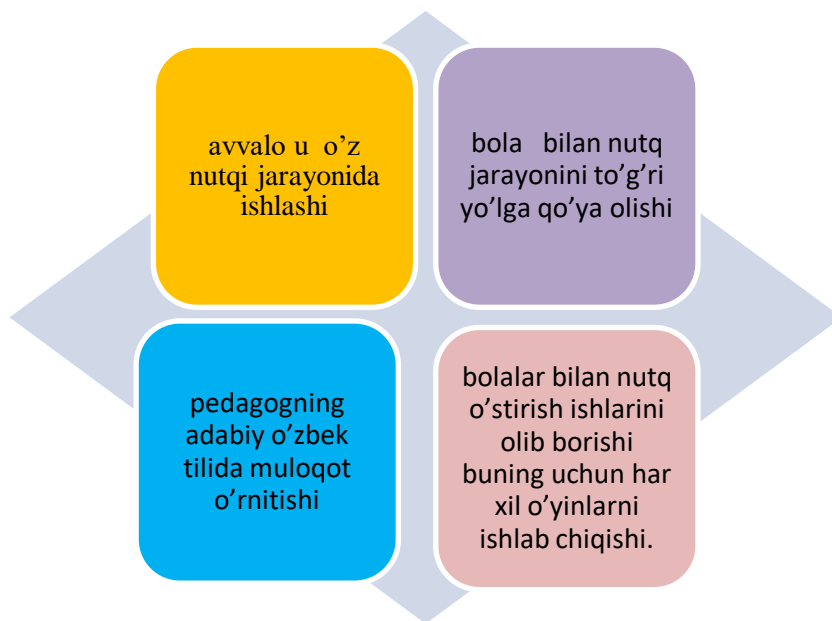 avvalo u o’z
nutqi jarayonida
ishlashi
bola bilan nutq
jarayonini to’g’ri
yo’lga qo’ya olishi
pedagogning
adabiy o’zbek
tilida muloqot
o’rnitishi
bolalar bilan nutq
o’stirish ishlarini
olib borishi
buning uchun har
xil o’yinlarni
ishlab chiqishi.